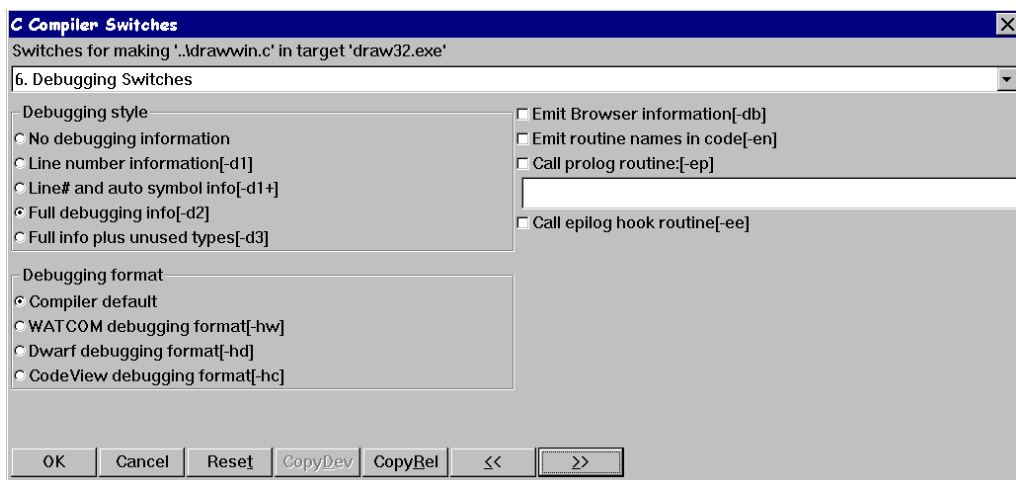 C Compiler Switches
Switches for making '..\drawwin.c' in target 'draw32.exe'
6. Debugging Switches
Debugging style
No debugging information
Line number information[-d1]
Line# and auto symbol info[-d1+]
Full debugging info[-d2]
Full info plus unused types[-d3]
Emit Browser information[-db]
Emit routine names in code[-en]
Call prolog routine:[-ep]
Call epilog hook routine[-ee]
Debugging format
Compiler default
WATCOM debugging format[-hw]
Dwarf debugging format[-hd]
CodeView debugging format[-hc]
OK Cancel Reset CopyDev CopyRel << >>